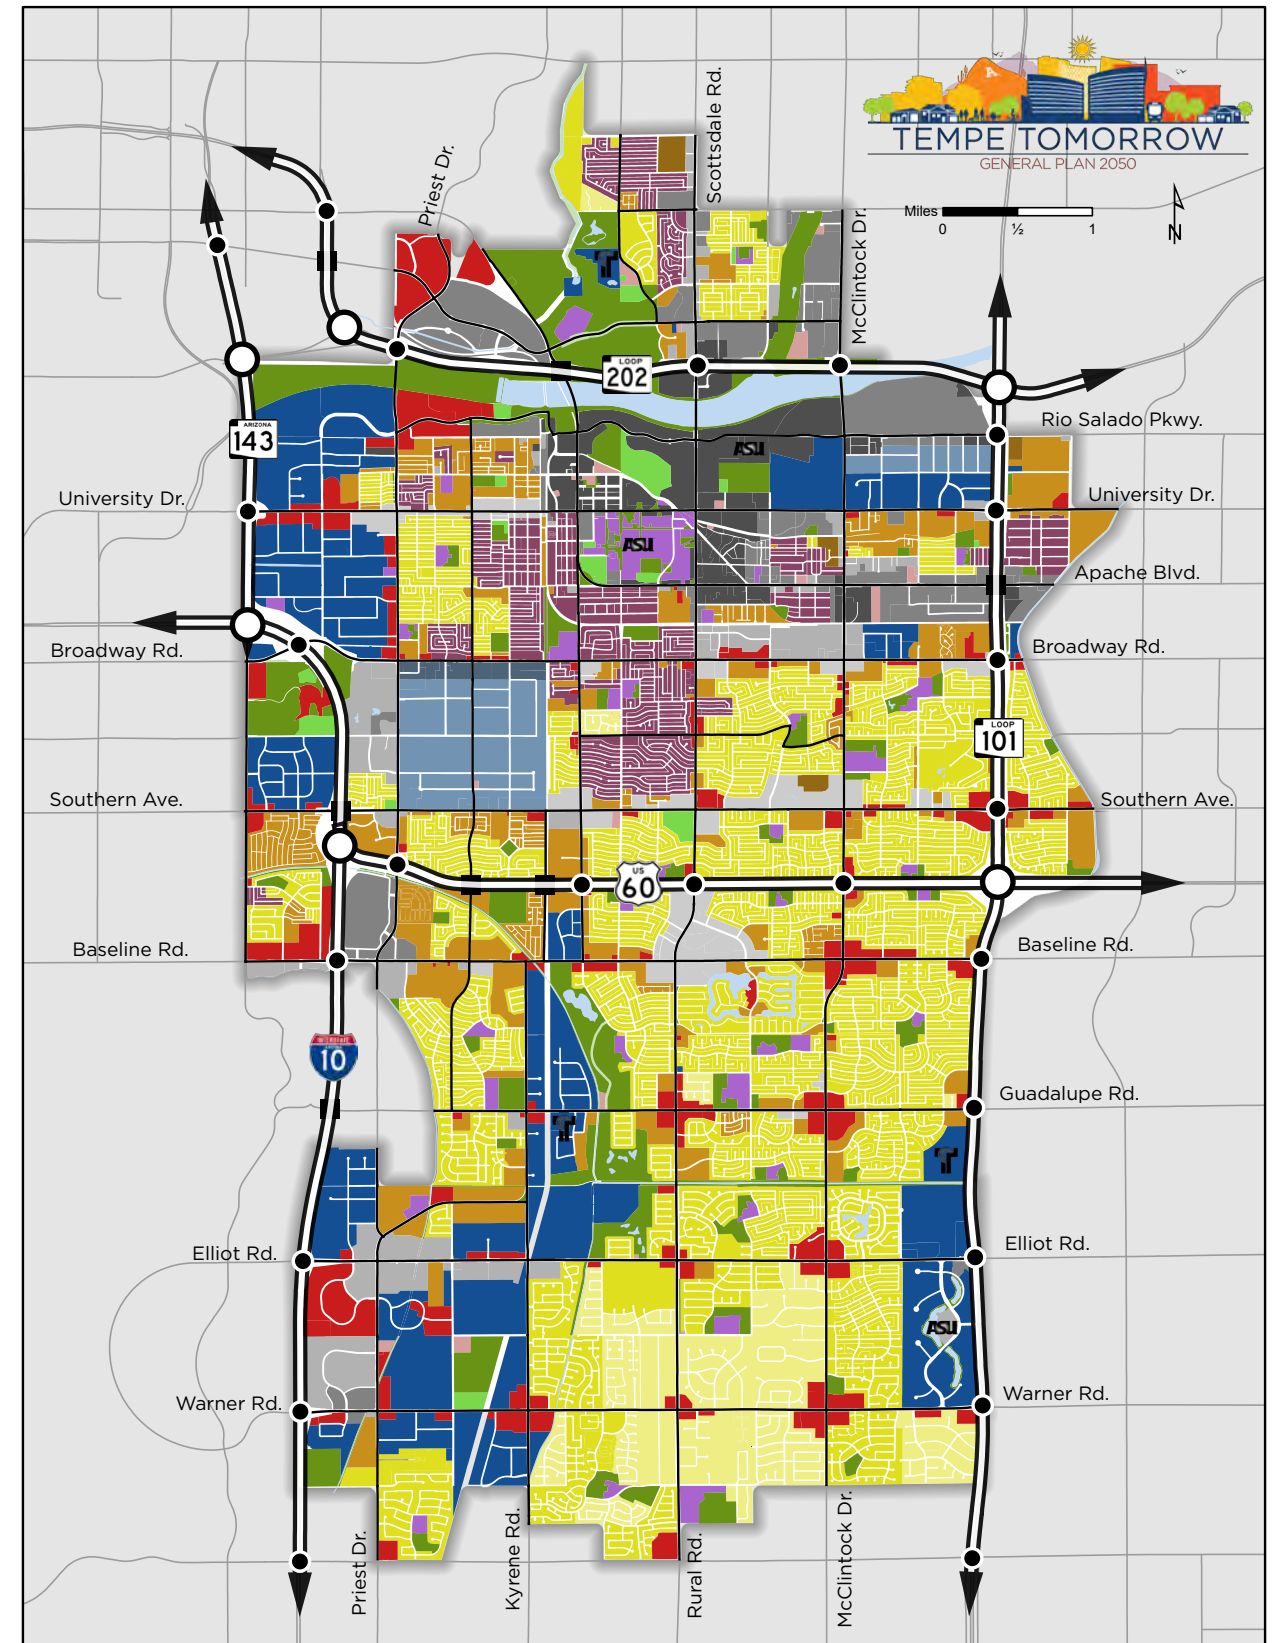 TEMPE TOMORROW
GENERAL PLAN 2050
Miles
0 ½ 1
N
Scottsdale Rd.
Priest Dr.
McClintock Dr.
LOOP
202
ARIZONA
143
Rio Salado Pkwy.
ASU
University Dr.
University Dr.
ASU
Apache Blvd.
Broadway Rd.
Broadway Rd.
LOOP
101
Southern Ave.
Southern Ave.
US
60
Baseline Rd.
Baseline Rd.
10
Guadalupe Rd.
T
T
T
Elliot Rd.
Elliot Rd.
ASU
Warner Rd.
Warner Rd.
Priest Dr.
Kyrene Rd.
Rural Rd.
McClintock Dr.